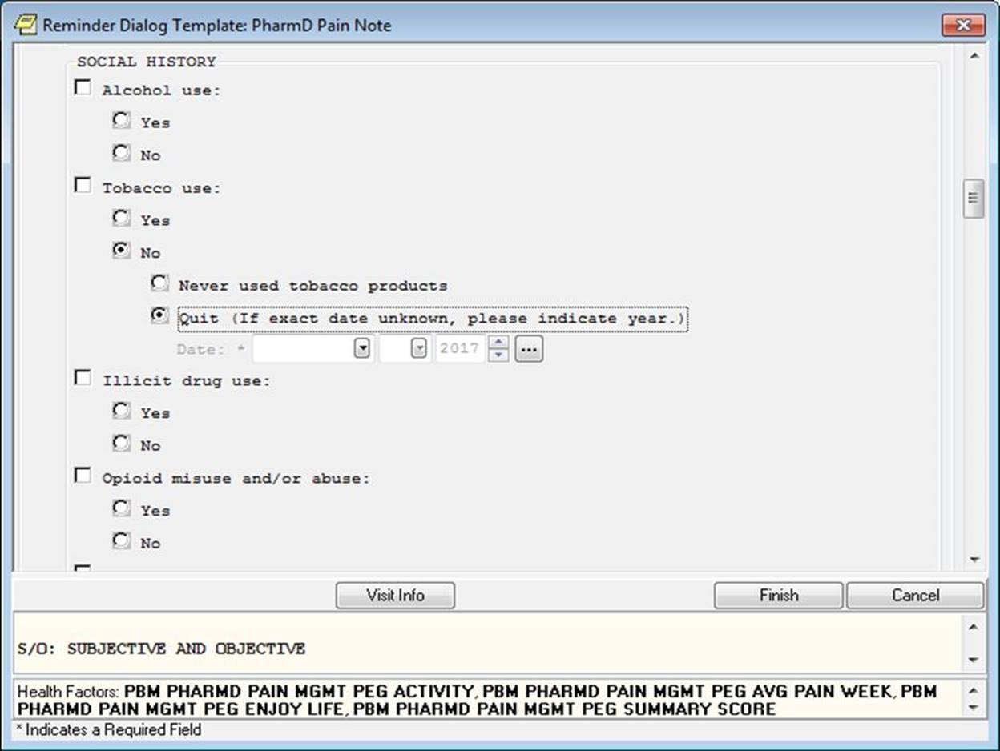 Reminder Dialog Template: PharmD Pain Note
SOCIAL HISTORY
Alcohol use:
Yes
No
Tobacco use:
Yes
No
Never used tobacco products
Quit (If exact date unknown, please indicate year.)
Date: * 2017 ...
Illicit drug use:
Yes
No
Opioid misuse and/or abuse:
Yes
No
Visit Info Finish Cancel
S/O: SUBJECTIVE AND OBJECTIVE
Health Factors: PBM PHARMD PAIN MGMT PEG ACTIVITY, PBM PHARMD PAIN MGMT PEG AVG PAIN WEEK, PBM
PHARMD PAIN MGMT PEG ENJOY LIFE, PBM PHARMD PAIN MGMT PEG SUMMARY SCORE
* Indicates a Required Field